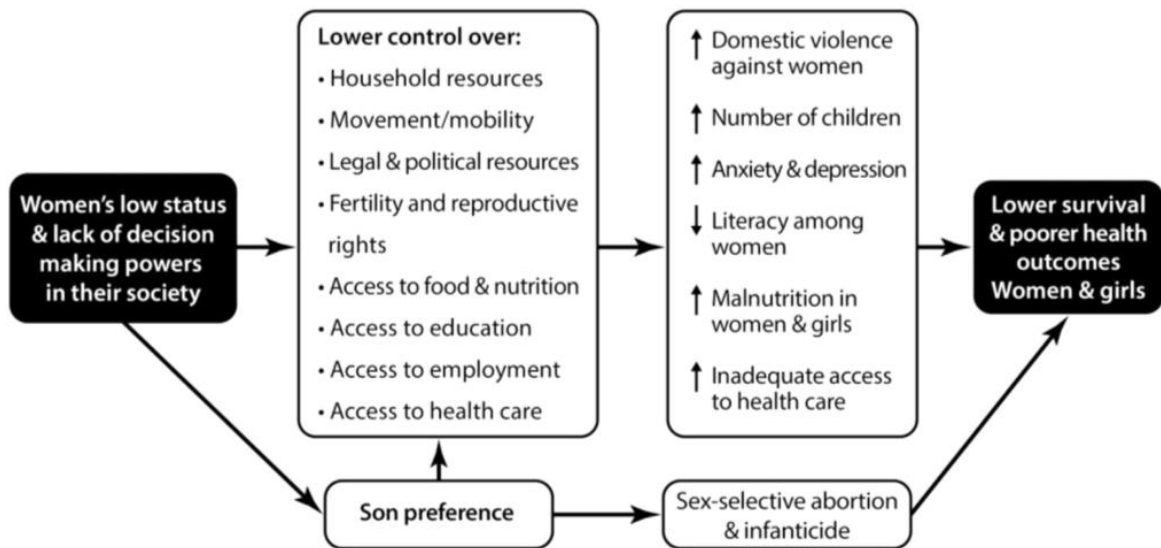 Women's low status
& lack of decision
making powers
in their society
Lower control over:
• Household resources
• Movement/mobility
• Legal & political resources
• Fertility and reproductive
rights
• Access to food & nutrition
• Access to education
• Access to employment
• Access to health care
↑ Domestic violence
against women
↑ Number of children
↑ Anxiety & depression
↓ Literacy among
women
↑ Malnutrition in
women & girls
↑ Inadequate access
to health care
Lower survival
& poorer health
outcomes
Women & girls
Son preference
Sex-selective abortion
& infanticide